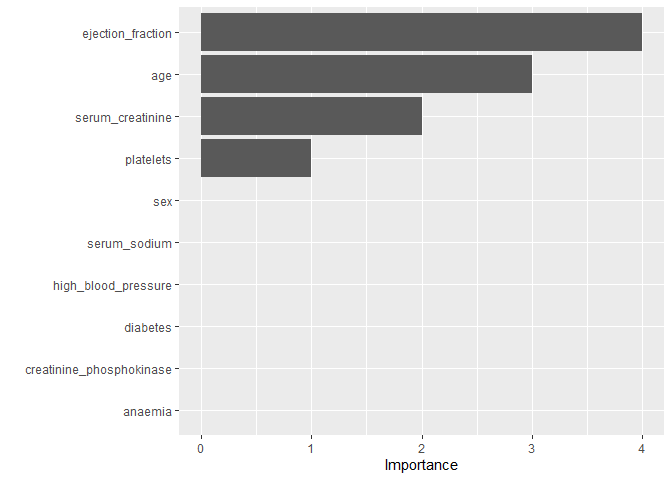 ejection_fraction
age
serum_creatinine
platelets
sex
serum_sodium
high_blood_pressure
diabetes
creatinine_phosphokinase
anaemia
0 1 2 3 4
Importance